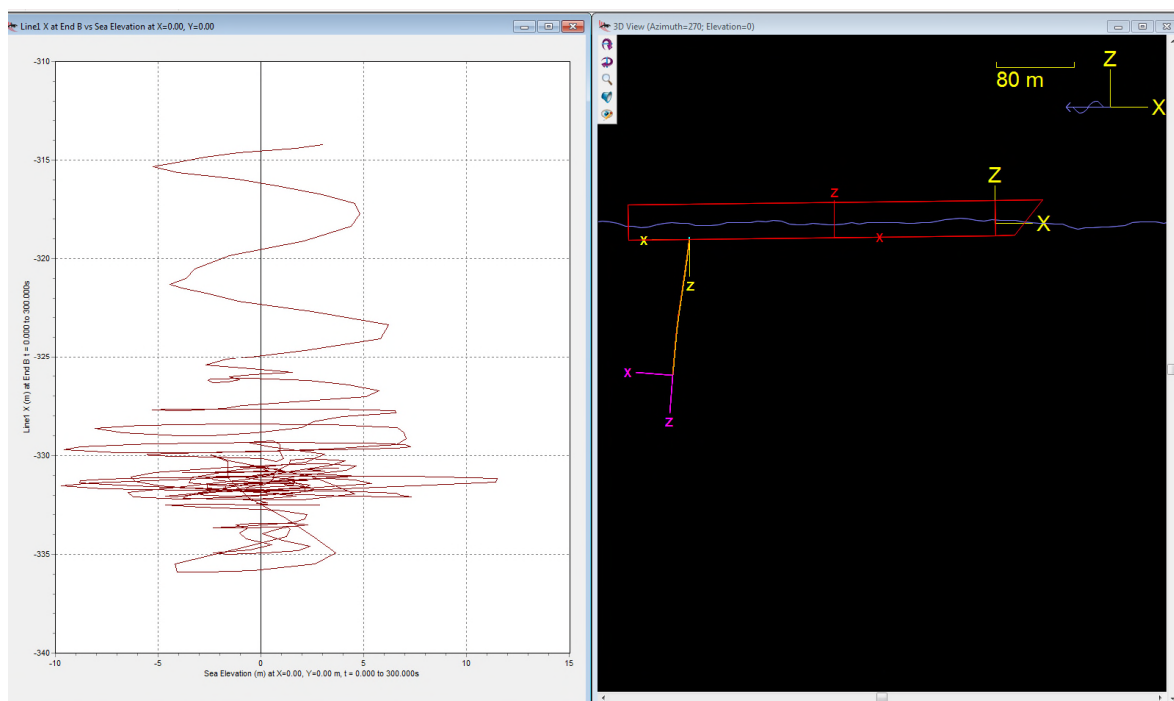 Line1 X at End B vs Sea Elevation at X=0.00, Y=0.00
-310
-315
-320
-325
-330
-335
-340
Line1 X (m) at End B t = 0.000 to 300.000s
-10
-5
0
5
10
15
Sea Elevation (m) at X=0.00, Y=0.00 m, t = 0.000 to 300.000s
3D View (Azimuth=270; Elevation=0)
80 m
Z
X
z
Z
X
x
x
z
x
z